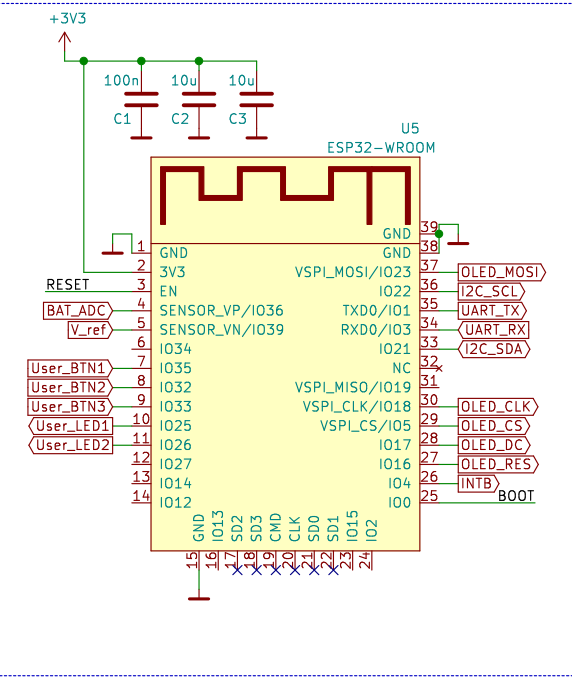 +3V3
100n 10u 10u
C1 C2 C3
U5
ESP32-WROOM
39 GND
1 GND GND 38
2 3V3 VSPI_MOSI/IO23 37 OLED_MOSI
RESET 3 EN IO22 36 I2C_SCL
BAT_ADC 4 SENSOR_VP/IO36 TXD0/IO1 35 UART_TX
V_ref 5 SENSOR_VN/IO39 RXD0/IO3 34 UART_RX
6 IO34 IO21 33 I2C_SDA
User_BTN1 7 IO35 NC 32
User_BTN2 8 IO32 VSPI_MISO/IO19 31
User_BTN3 9 IO33 VSPI_CLK/IO18 30 OLED_CLK
User_LED1 10 IO25 VSPI_CS/IO5 29 OLED_CS
User_LED2 11 IO26 IO17 28 OLED_DC
12 IO27 IO16 27 OLED_RES
13 IO14 IO4 26 INTB
14 IO12 IO0 25 BOOT
GND IO13 SD2 SD3 CMD CLK SD0 SD1 IO15 IO2
15 16 17 18 19 20 21 22 23 24